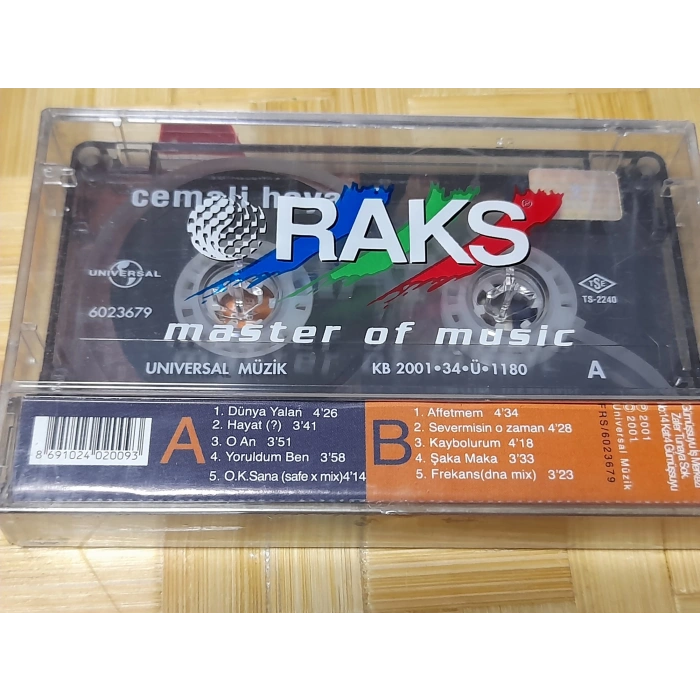 cemali haya
RAKS
®
UNIVERSAL
6023679
TSE
TS-2240
master of music
UNIVERSAL MÜZİK
KB 2001•34•Ü•1180
A
8 691024 020093
A
1. Dünya Yalan 4'26
2. Hayat (?) 3'41
3. O An 3'51
4. Yoruldum Ben 3'58
5. O.K.Sana (safe x mix)4'14
B
1. Affetmem 4'34
2. Severmisin o zaman 4'28
3. Kaybolurum 4'18
4. Şaka Maka 3'33
5. Frekans(dna mix) 3'23
FRS/6023679
Universal Müzik
© 2001
℗ 2001